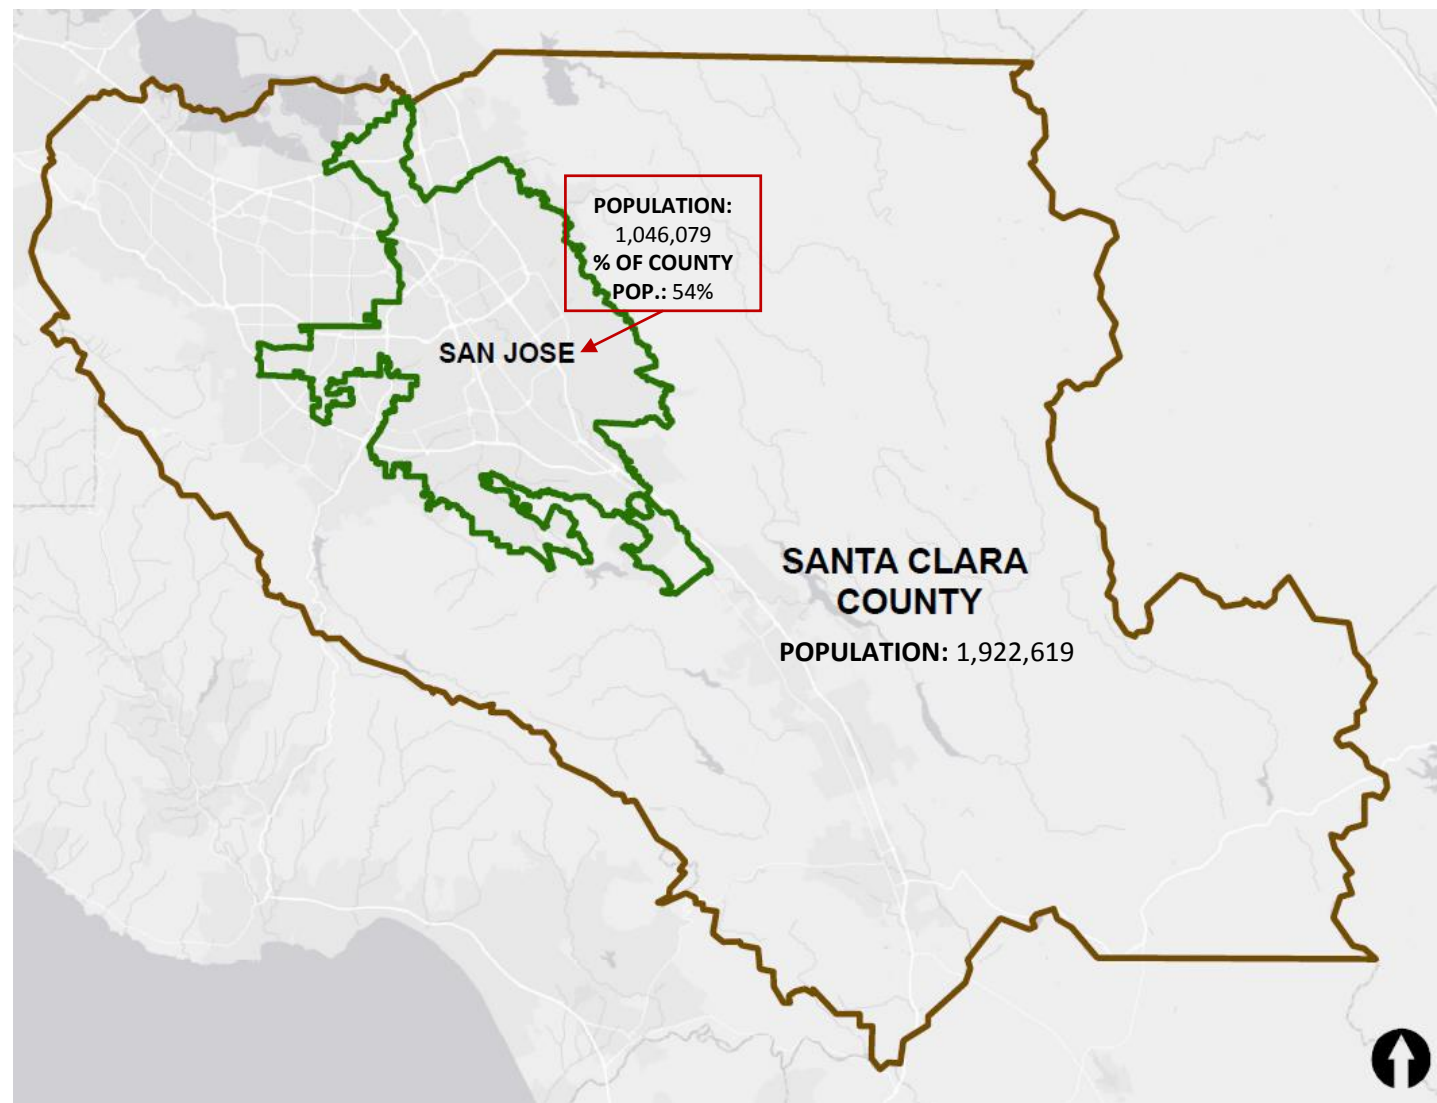 POPULATION:
1,046,079
% OF COUNTY
POP.: 54%
SAN JOSE
SANTA CLARA
COUNTY
POPULATION: 1,922,619